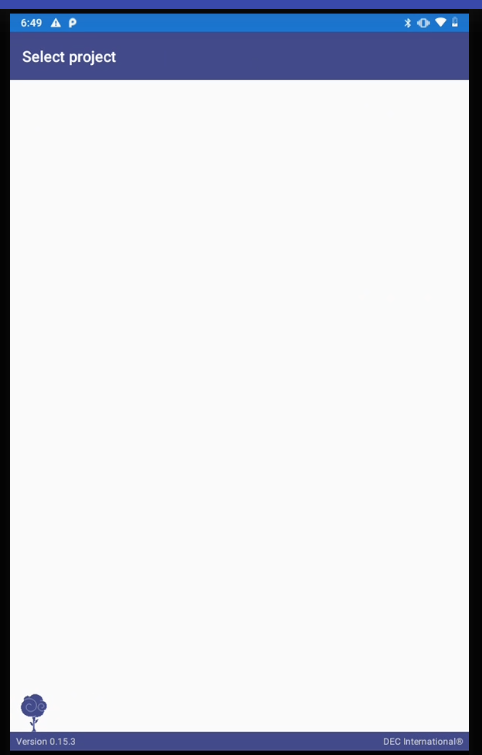 6:49
Select project
Version 0.15.3
DEC International®